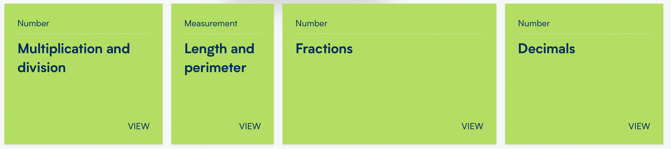 Number
Multiplication and
division
VIEW
Measurement
Length and
perimeter
VIEW
Number
Fractions
VIEW
Number
Decimals
VIEW